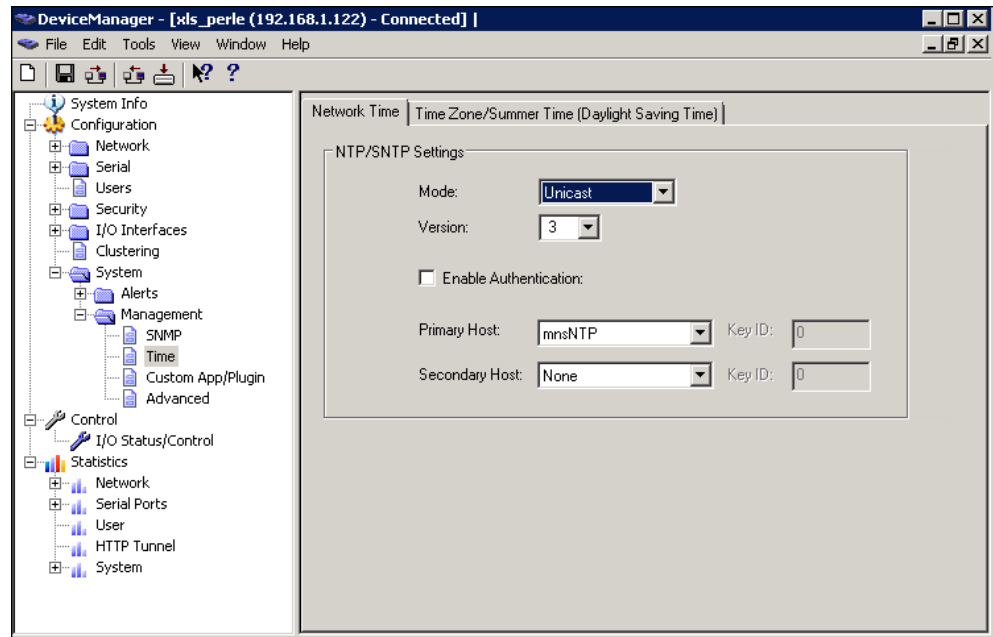 DeviceManager - [xls_perle (192.168.1.122) - Connected] |
File Edit Tools View Window Help
System Info
Configuration
Network
Serial
Users
Security
I/O Interfaces
Clustering
System
Alerts
Management
SNMP
Time
Custom App/Plugin
Advanced
Control
I/O Status/Control
Statistics
Network
Serial Ports
User
HTTP Tunnel
System
Network Time
Time Zone/Summer Time (Daylight Saving Time)
NTP/SNTP Settings
Mode: Unicast
Version: 3
Enable Authentication:
Primary Host: mnsNTP Key ID: 0
Secondary Host: None Key ID: 0